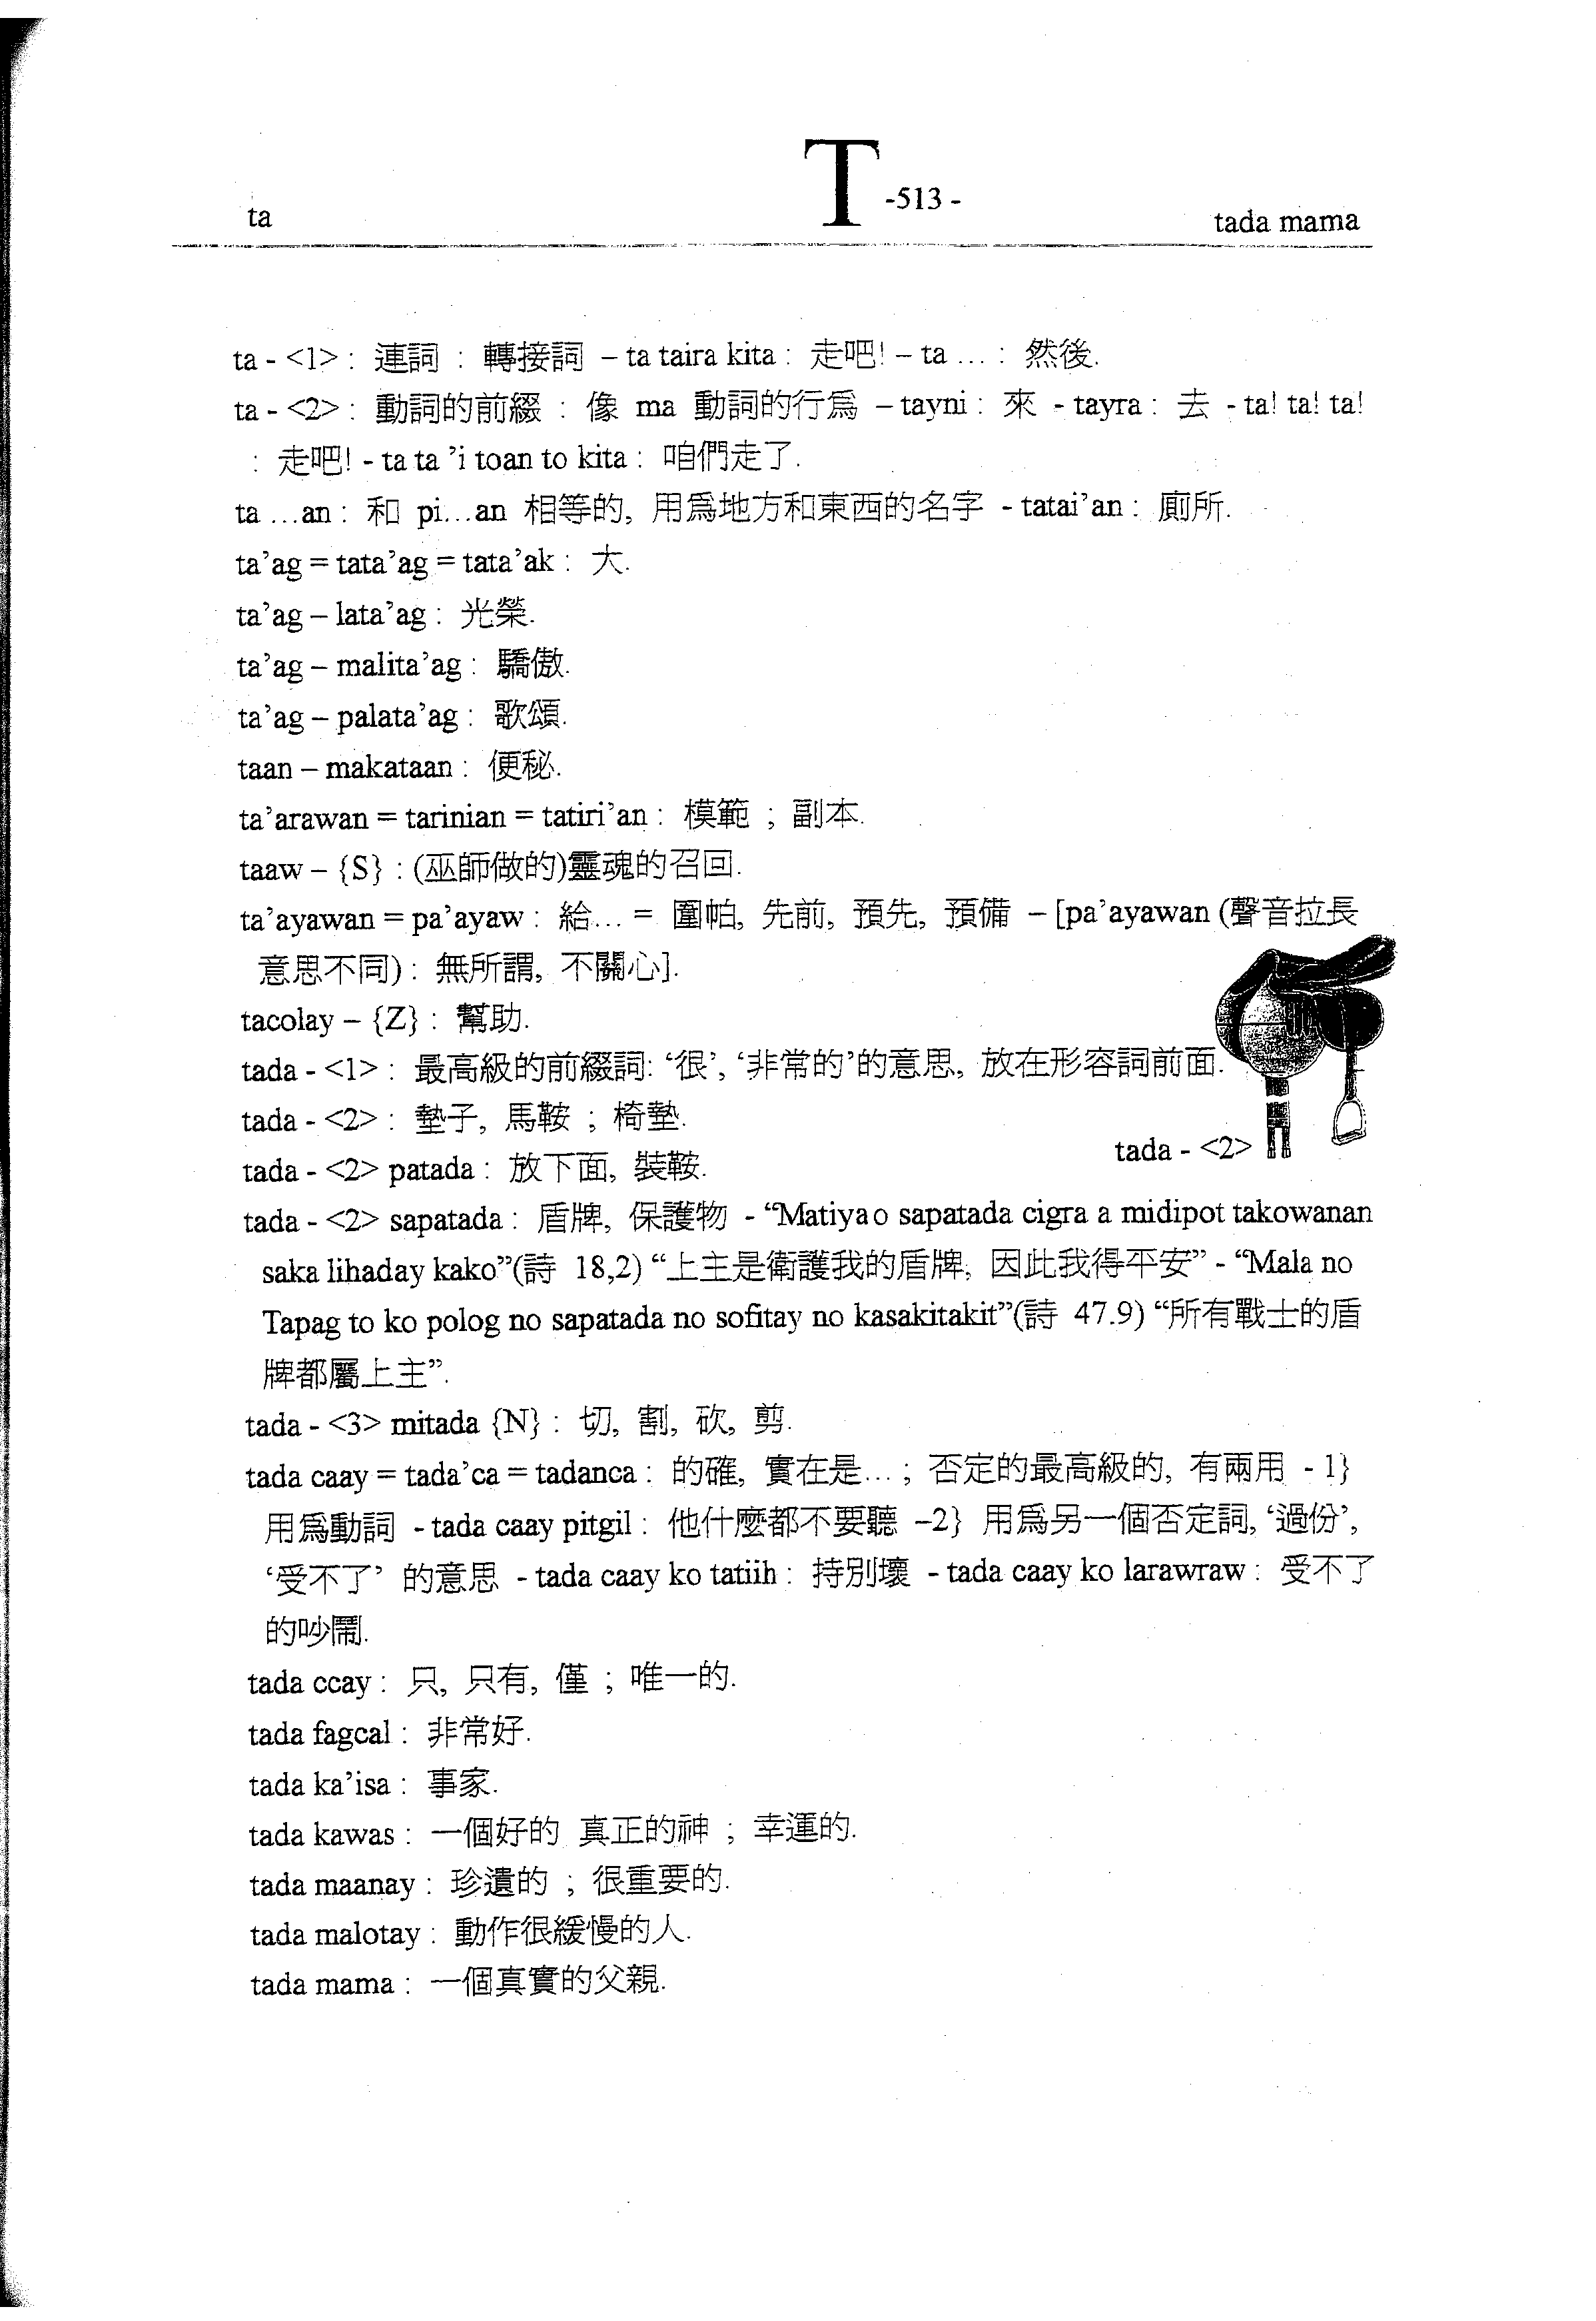 ta
T -513 -
tada mama
ta - <1> : 連詞 : 轉接詞 – ta taira kita : 走吧! – ta … : 然後.
ta - <2> : 動詞的前綴 : 像 ma 動詞的行爲 – tayni : 來 - tayra : 去 - ta! ta! ta!
: 走吧! - ta ta ’i toan to kita : 咱們走了.
ta …an : 和 pi…an 相等的, 用爲地方和東西的名字 - tatai’an : 廁所.
ta’ag = tata’ag = tata’ak : 大.
ta’ag – lata’ag : 光榮.
ta’ag – malita’ag : 驕傲.
ta’ag – palata’ag : 歌頌.
taan – makataan : 便秘.
ta’arawan = tarinian = tatiri’an : 模範 ; 副本.
taaw – {S} : (巫師做的)靈魂的召回.
ta’ayawan = pa’ayaw : 給… = 圍帕, 先前, 預先, 預備 – [pa’ayawan (聲音拉長
意思不同) : 無所謂, 不關心].
tacolay – {Z} : 幫助.
tada - <1> : 最高級的前綴詞: ‘很’, ‘非常的’的意思, 放在形容詞前面.
tada - <2> : 墊子, 馬鞍 ; 椅墊.
tada - <2>
tada - <2> patada : 放下面, 裝鞍.
tada - <2> sapatada : 盾牌, 保護物 - “Matiya o sapatada cigra a midipot takowanan
saka lihaday kako”(詩 18,2) “上主是衛護我的盾牌, 因此我得平安” - “Mala no
Tapag to ko polog no sapatada no sofitay no kasakitakit”(詩 47.9) “所有戰士的盾
牌都屬上主”.
tada - <3> mitada {N} : 切, 割, 砍, 剪.
tada caay = tada’ca = tadanca : 的確, 實在是… ; 否定的最高級的, 有兩用 - 1}
用爲動詞 - tada caay pitgil : 他什麼都不要聽 –2} 用爲另一個否定詞, ‘過份’,
‘受不了’ 的意思 - tada caay ko tatiih : 持別壞 - tada caay ko larawraw : 受不了
的吵鬧.
tada ccay : 只, 只有, 僅 ; 唯一的.
tada fagcal : 非常好.
tada ka’isa : 事家.
tada kawas : 一個好的 真正的神 ; 幸運的.
tada maanay : 珍遺的 ; 很重要的.
tada malotay : 動作很緩慢的人.
tada mama : 一個真實的父親.